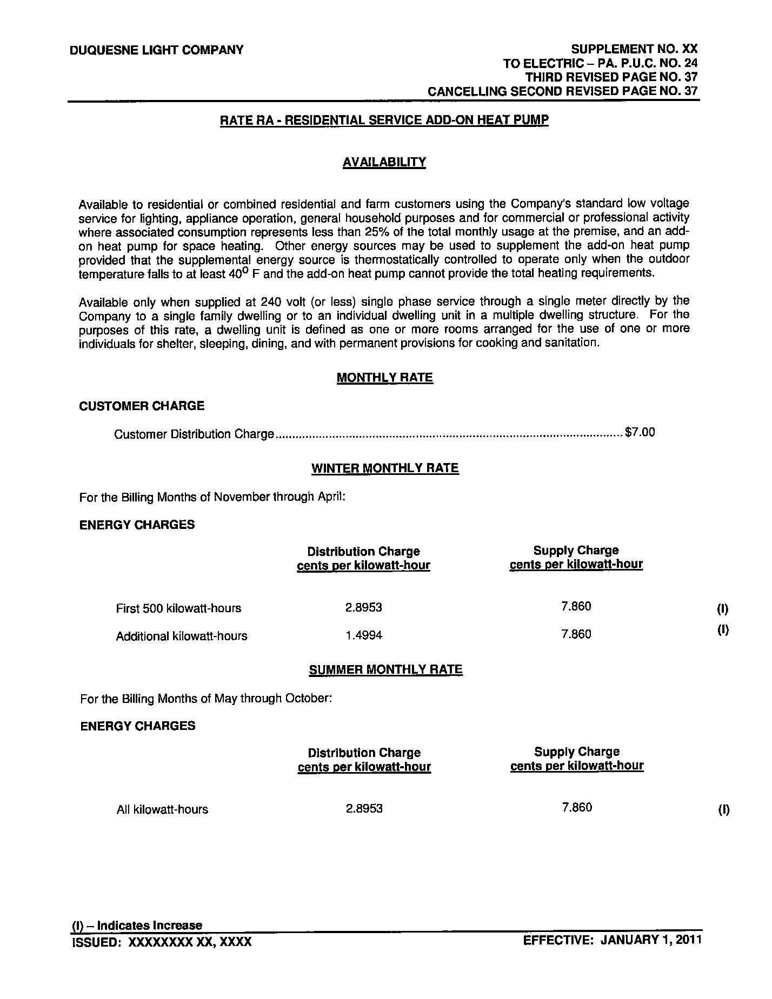 DUQUESNE LIGHT COMPANY
SUPPLEMENT NO. XX
TO ELECTRIC – PA. P.U.C. NO. 24
THIRD REVISED PAGE NO. 37
CANCELLING SECOND REVISED PAGE NO. 37
RATE RA - RESIDENTIAL SERVICE ADD-ON HEAT PUMP
AVAILABILITY
Available to residential or combined residential and farm customers using the Company's standard low voltage
service for lighting, appliance operation, general household purposes and for commercial or professional activity
where associated consumption represents less than 25% of the total monthly usage at the premise, and an add-
on heat pump for space heating. Other energy sources may be used to supplement the add-on heat pump
provided that the supplemental energy source is thermostatically controlled to operate only when the outdoor
temperature falls to at least 40° F and the add-on heat pump cannot provide the total heating requirements.
Available only when supplied at 240 volt (or less) single phase service through a single meter directly by the
Company to a single family dwelling or to an individual dwelling unit in a multiple dwelling structure. For the
purposes of this rate, a dwelling unit is defined as one or more rooms arranged for the use of one or more
individuals for shelter, sleeping, dining, and with permanent provisions for cooking and sanitation.
MONTHLY RATE
CUSTOMER CHARGE
Customer Distribution Charge........................................................................................................ $7.00
WINTER MONTHLY RATE
For the Billing Months of November through April:
ENERGY CHARGES
Distribution Charge Supply Charge
cents per kilowatt-hour cents per kilowatt-hour
First 500 kilowatt-hours 2.8953 7.860 (I)
Additional kilowatt-hours 1.4994 7.860 (I)
SUMMER MONTHLY RATE
For the Billing Months of May through October:
ENERGY CHARGES
Distribution Charge Supply Charge
cents per kilowatt-hour cents per kilowatt-hour
All kilowatt-hours 2.8953 7.860 (I)
(I) – Indicates Increase
ISSUED: XXXXXXXX XX, XXXX EFFECTIVE: JANUARY 1, 2011